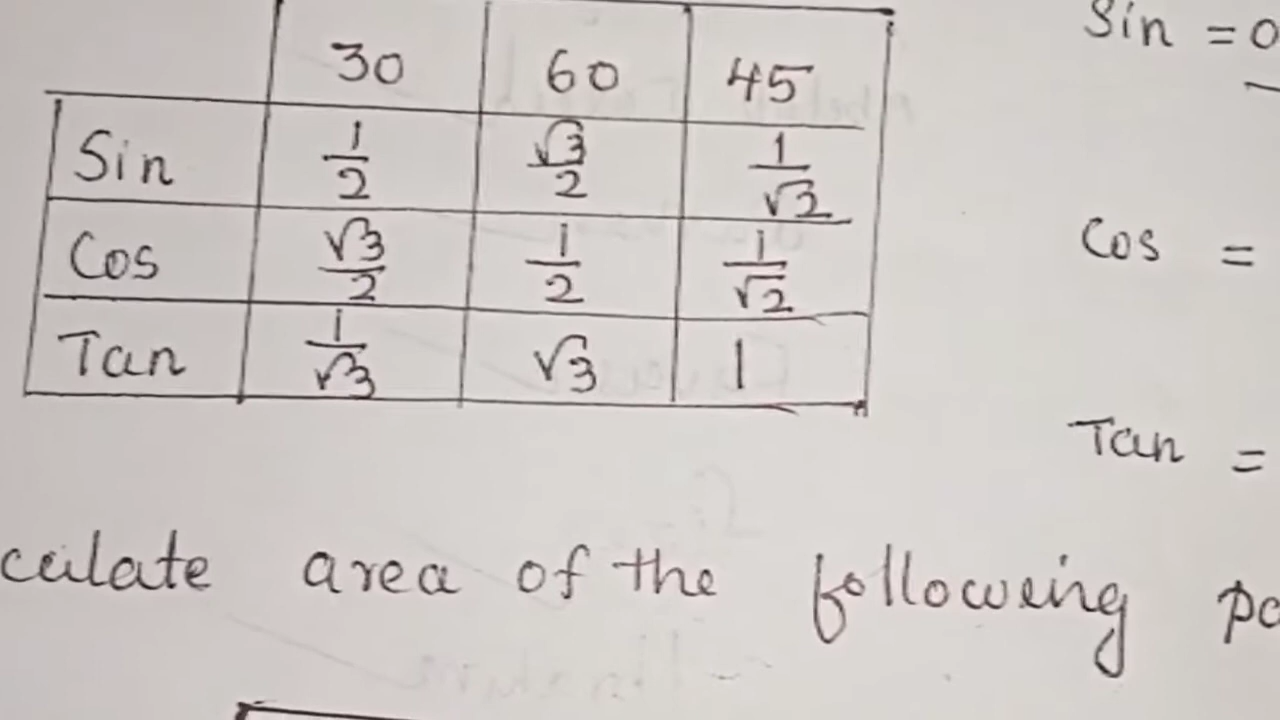 30 60 45
Sin 1/2 √3/2 1/√2
Cos √3/2 1/2 1/√2
Tan 1/√3 √3 1
Sin =
Cos =
Tan =
culate area of the following